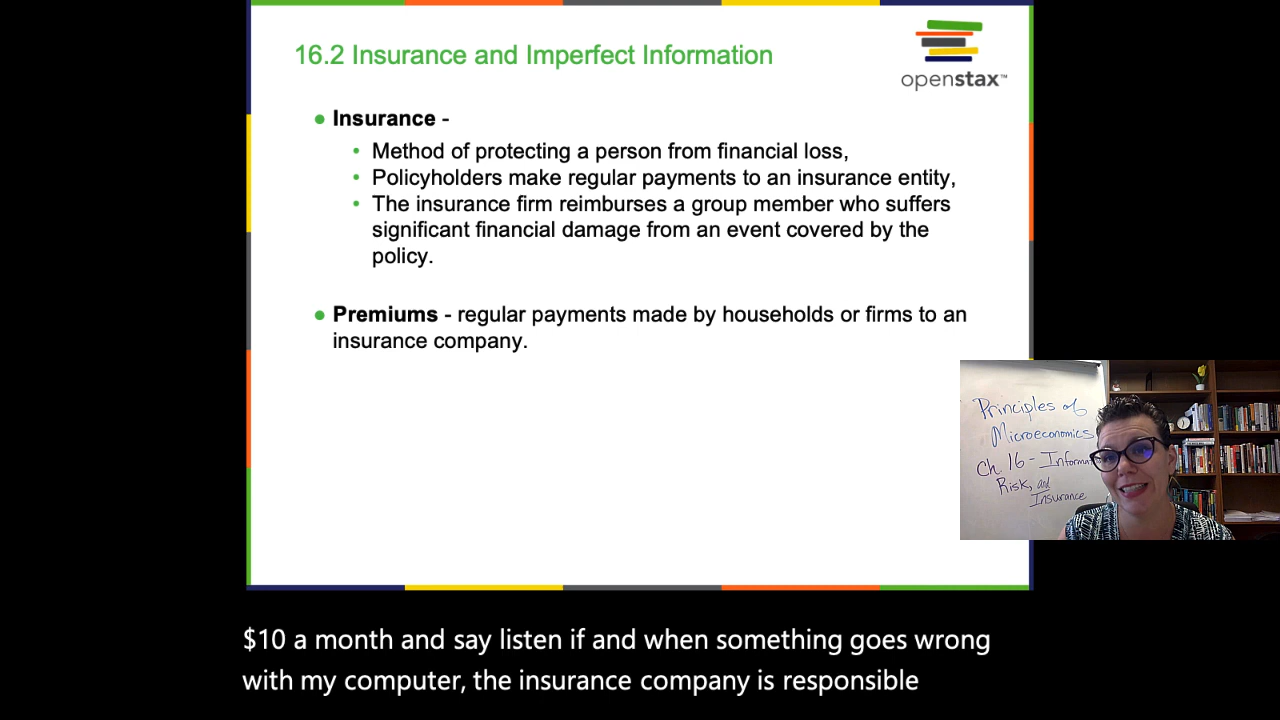 16.2 Insurance and Imperfect Information
openstax™
Insurance -
Method of protecting a person from financial loss,
Policyholders make regular payments to an insurance entity,
The insurance firm reimburses a group member who suffers
significant financial damage from an event covered by the
policy.
Premiums - regular payments made by households or firms to an
insurance company.
Principles of
Microeconomics
Ch. 16 - Informat
Risk, and
Insurance
$10 a month and say listen if and when something goes wrong
with my computer, the insurance company is responsible